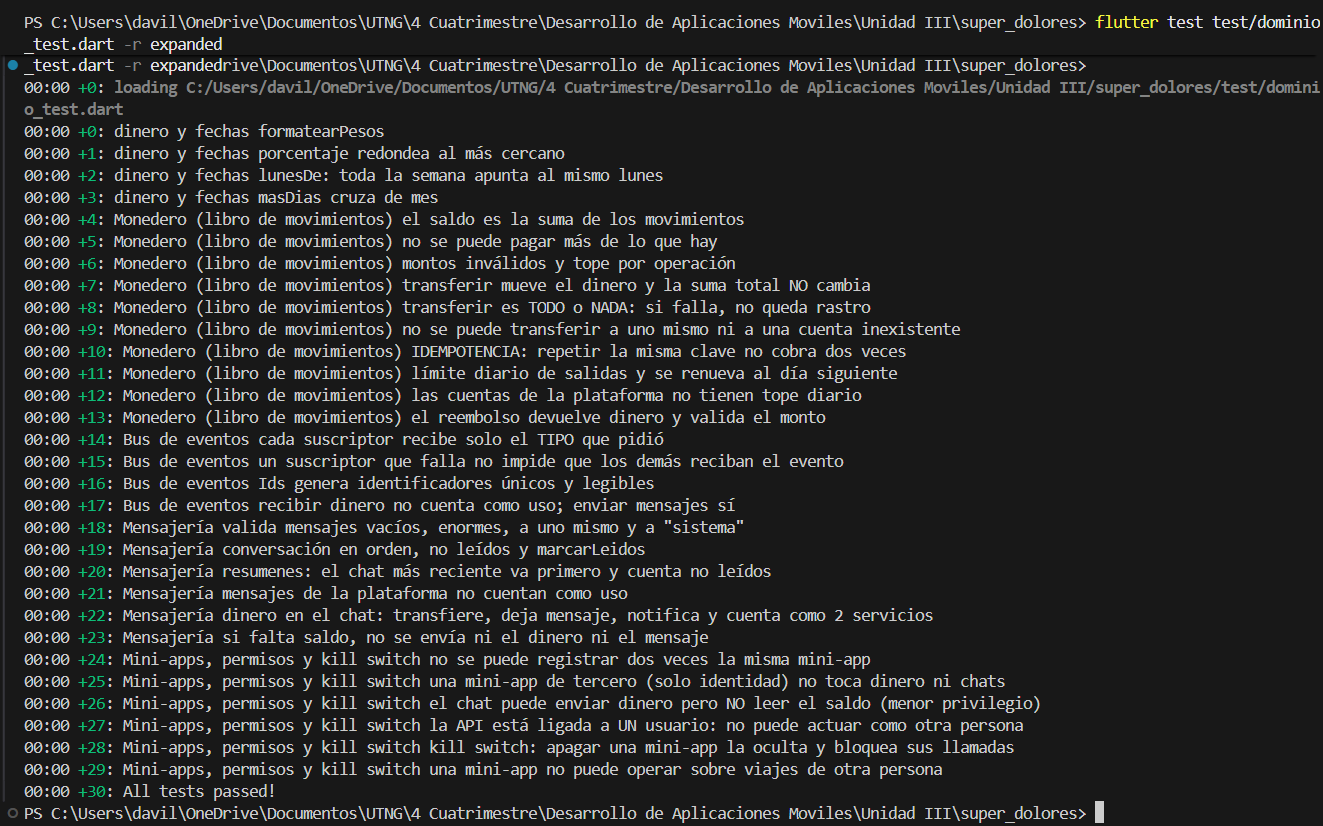 PS C:\Users\davil\OneDrive\Documentos\UTNG\4 Cuatrimestre\Desarrollo de Aplicaciones Moviles\Unidad III\super_dolores> flutter test test/dominio
_test.dart -r expanded
_test.dart -r expandedrive\Documentos\UTNG\4 Cuatrimestre\Desarrollo de Aplicaciones Moviles\Unidad III\super_dolores>
00:00 +0: loading C:/Users/davil/OneDrive/Documentos/UTNG/4 Cuatrimestre/Desarrollo de Aplicaciones Moviles/Unidad III/super_dolores/test/domini
o_test.dart
00:00 +0: dinero y fechas formatearPesos
00:00 +1: dinero y fechas porcentaje redondea al más cercano
00:00 +2: dinero y fechas lunesDe: toda la semana apunta al mismo lunes
00:00 +3: dinero y fechas masDias cruza de mes
00:00 +4: Monedero (libro de movimientos) el saldo es la suma de los movimientos
00:00 +5: Monedero (libro de movimientos) no se puede pagar más de lo que hay
00:00 +6: Monedero (libro de movimientos) montos inválidos y tope por operación
00:00 +7: Monedero (libro de movimientos) transferir mueve el dinero y la suma total NO cambia
00:00 +8: Monedero (libro de movimientos) transferir es TODO o NADA: si falla, no queda rastro
00:00 +9: Monedero (libro de movimientos) no se puede transferir a uno mismo ni a una cuenta inexistente
00:00 +10: Monedero (libro de movimientos) IDEMPOTENCIA: repetir la misma clave no cobra dos veces
00:00 +11: Monedero (libro de movimientos) límite diario de salidas y se renueva al día siguiente
00:00 +12: Monedero (libro de movimientos) las cuentas de la plataforma no tienen tope diario
00:00 +13: Monedero (libro de movimientos) el reembolso devuelve dinero y valida el monto
00:00 +14: Bus de eventos cada suscriptor recibe solo el TIPO que pidió
00:00 +15: Bus de eventos un suscriptor que falla no impide que los demás reciban el evento
00:00 +16: Bus de eventos Ids genera identificadores únicos y legibles
00:00 +17: Bus de eventos recibir dinero no cuenta como uso; enviar mensajes sí
00:00 +18: Mensajería valida mensajes vacíos, enormes, a uno mismo y a "sistema"
00:00 +19: Mensajería conversación en orden, no leídos y marcarLeidos
00:00 +20: Mensajería resumenes: el chat más reciente va primero y cuenta no leídos
00:00 +21: Mensajería mensajes de la plataforma no cuentan como uso
00:00 +22: Mensajería dinero en el chat: transfiere, deja mensaje, notifica y cuenta como 2 servicios
00:00 +23: Mensajería si falta saldo, no se envía ni el dinero ni el mensaje
00:00 +24: Mini-apps, permisos y kill switch no se puede registrar dos veces la misma mini-app
00:00 +25: Mini-apps, permisos y kill switch una mini-app de tercero (solo identidad) no toca dinero ni chats
00:00 +26: Mini-apps, permisos y kill switch el chat puede enviar dinero pero NO leer el saldo (menor privilegio)
00:00 +27: Mini-apps, permisos y kill switch la API está ligada a UN usuario: no puede actuar como otra persona
00:00 +28: Mini-apps, permisos y kill switch kill switch: apagar una mini-app la oculta y bloquea sus llamadas
00:00 +29: Mini-apps, permisos y kill switch una mini-app no puede operar sobre viajes de otra persona
00:00 +30: All tests passed!
PS C:\Users\davil\OneDrive\Documentos\UTNG\4 Cuatrimestre\Desarrollo de Aplicaciones Moviles\Unidad III\super_dolores>